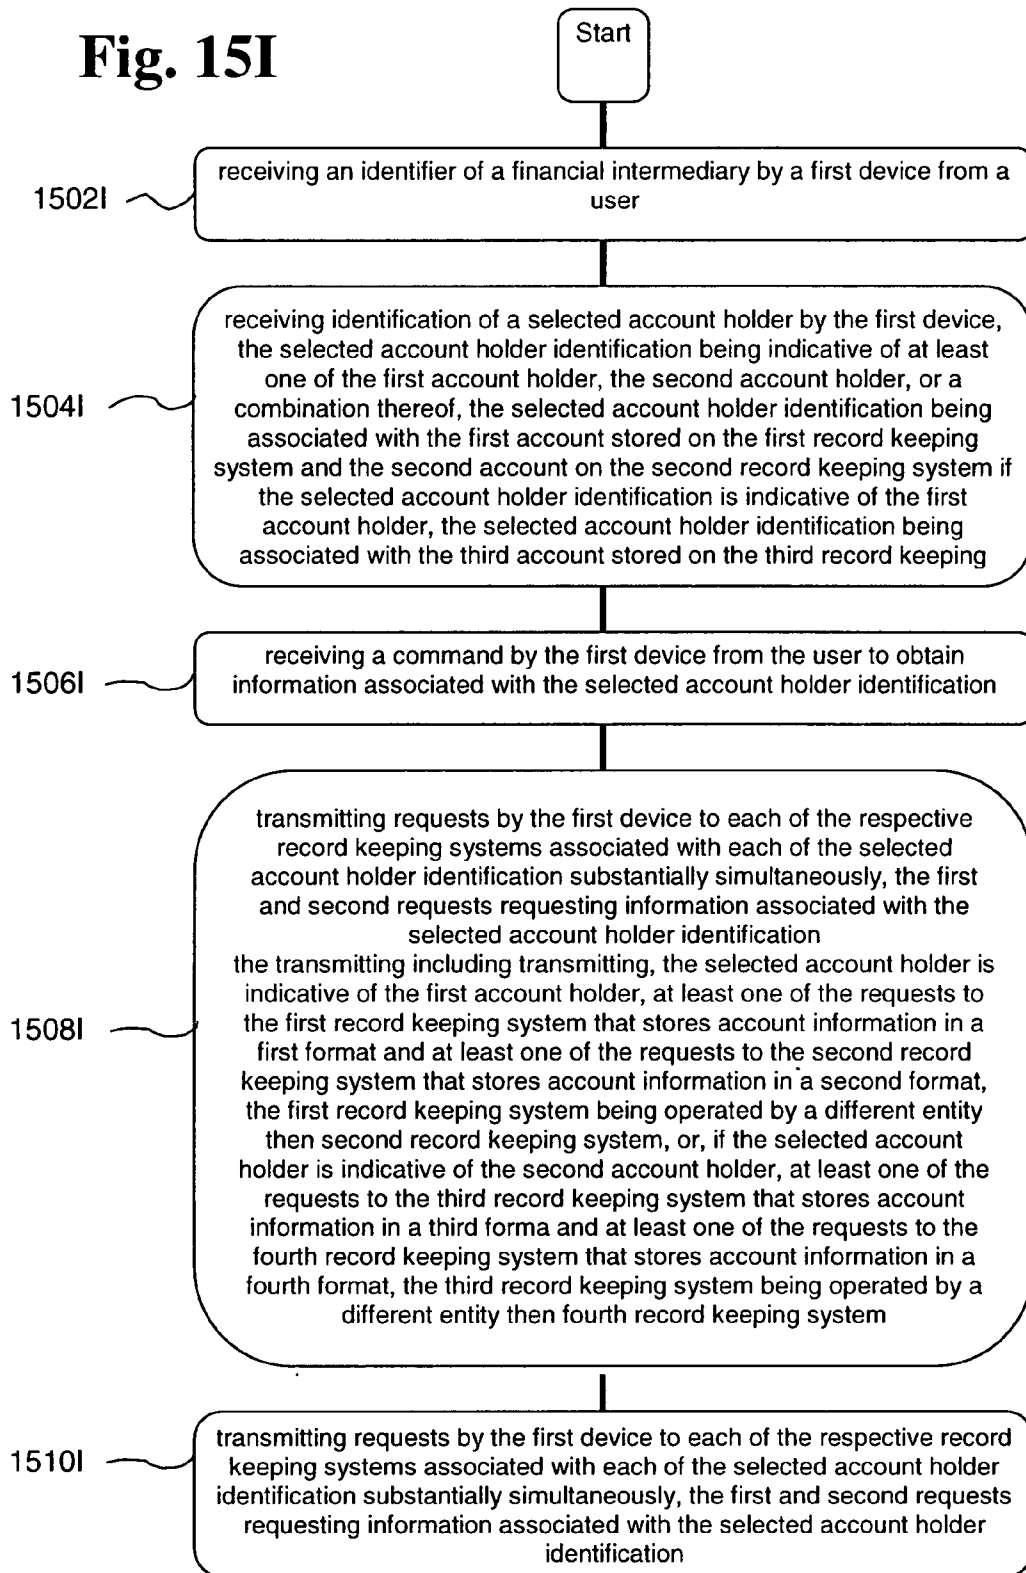 Fig. 15I
Start
1502I
receiving an identifier of a financial intermediary by a first device from a
user
1504I
receiving identification of a selected account holder by the first device,
the selected account holder identification being indicative of at least
one of the first account holder, the second account holder, or a
combination thereof, the selected account holder identification being
associated with the first account stored on the first record keeping
system and the second account on the second record keeping system if
the selected account holder identification is indicative of the first
account holder, the selected account holder identification being
associated with the third account stored on the third record keeping
1506I
receiving a command by the first device from the user to obtain
information associated with the selected account holder identification
1508I
transmitting requests by the first device to each of the respective
record keeping systems associated with each of the selected
account holder identification substantially simultaneously, the first
and second requests requesting information associated with the
selected account holder identification
the transmitting including transmitting, the selected account holder is
indicative of the first account holder, at least one of the requests to
the first record keeping system that stores account information in a
first format and at least one of the requests to the second record
keeping system that stores account information in a second format,
the first record keeping system being operated by a different entity
then second record keeping system, or, if the selected account
holder is indicative of the second account holder, at least one of the
requests to the third record keeping system that stores account
information in a third forma and at least one of the requests to the
fourth record keeping system that stores account information in a
fourth format, the third record keeping system being operated by a
different entity then fourth record keeping system
1510I
transmitting requests by the first device to each of the respective record
keeping systems associated with each of the selected account holder
identification substantially simultaneously, the first and second requests
requesting information associated with the selected account holder
identification